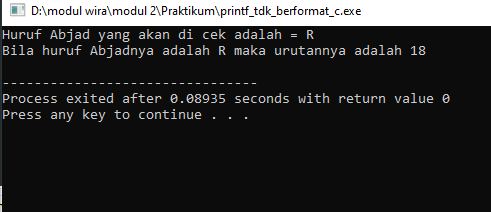 D:\modul wira\modul 2\Praktikum\printf_tdk_berformat_c.exe
Huruf Abjad yang akan di cek adalah = R
Bila huruf Abjadnya adalah R maka urutannya adalah 18
--------------------------------
Process exited after 0.08935 seconds with return value 0
Press any key to continue . . .